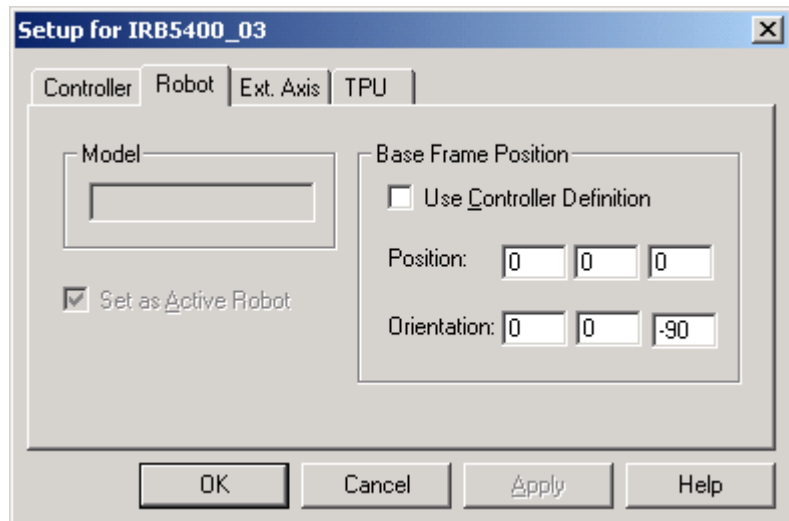 Setup for IRB5400_03
Controller Robot Ext. Axis TPU
Model
Set as Active Robot
Base Frame Position
Use Controller Definition
Position: 0 0 0
Orientation: 0 0 -90
OK Cancel Apply Help